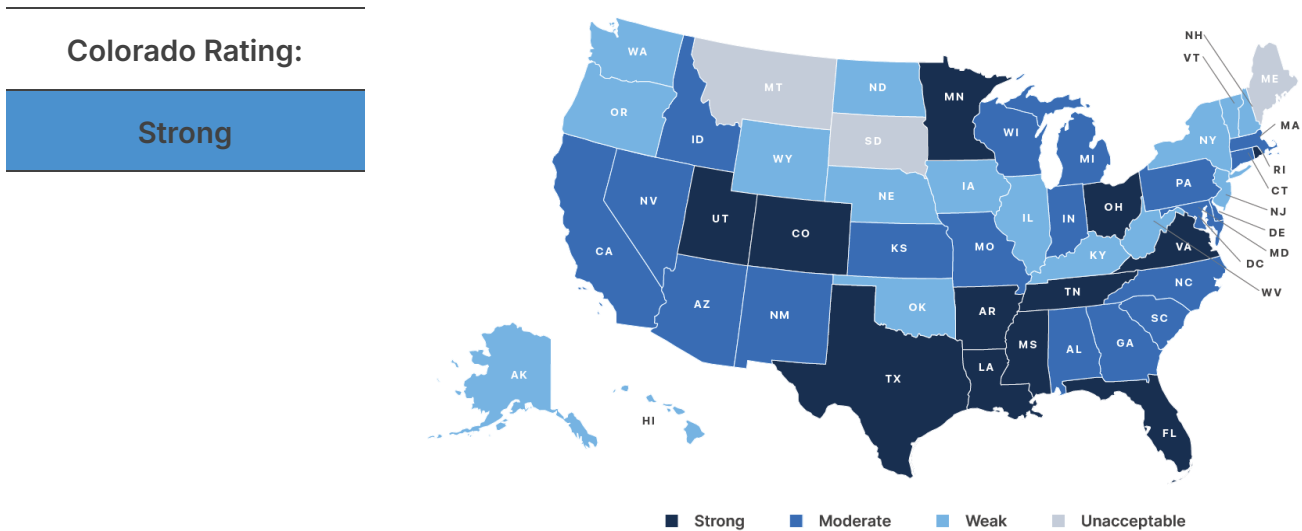 Colorado Rating:
Strong
NH
VT
WA
MT
ND
MN
ME
OR
ID
SD
WI
MI
NY
MA
WY
RI
CT
NV
UT
CO
NE
IA
IL
IN
OH
PA
NJ
DE
MD
DC
WV
CA
KS
MO
KY
VA
AZ
NM
OK
AR
TN
NC
SC
TX
LA
MS
AL
GA
AK
HI
FL
Strong
Moderate
Weak
Unacceptable